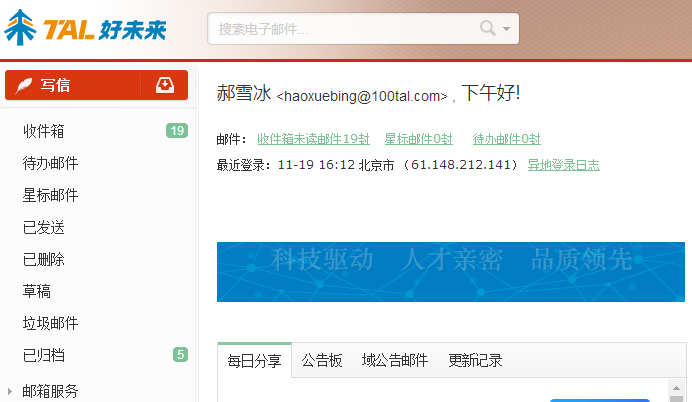 TAL 好未来
搜索电子邮件...
写信
收件箱 19
待办邮件
星标邮件
已发送
已删除
草稿
垃圾邮件
已归档 5
邮箱服务
郝雪冰 <haoxuebing@100tal.com> , 下午好!
邮件： 收件箱未读邮件19封 星标邮件0封 待办邮件0封
最近登录：11-19 16:12 北京市 （61.148.212.141） 异地登录日志
科技驱动 人才亲密 品质领先
每日分享 公告板 域公告邮件 更新记录